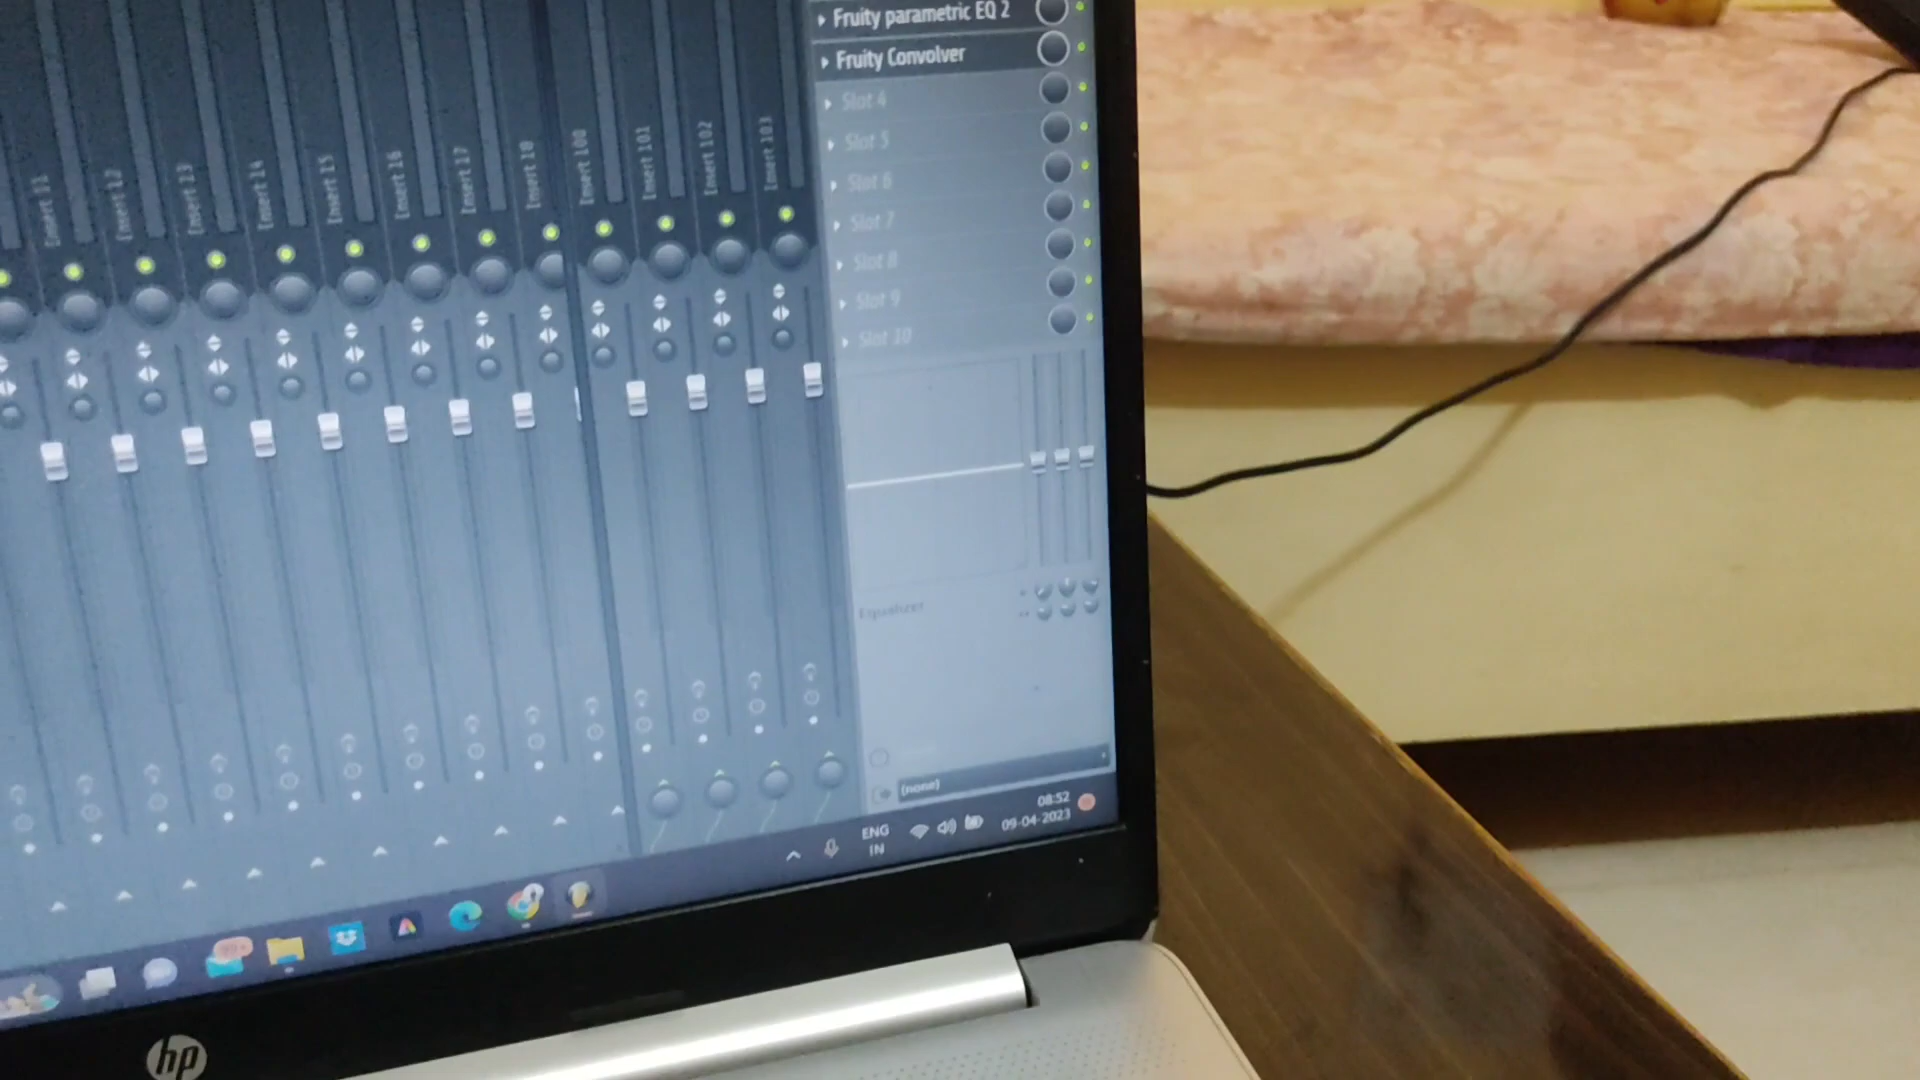 Fruity parametric EQ 2
Fruity Convolver
Slot 4
Slot 5
Slot 6
Slot 7
Slot 8
Slot 9
Slot 10
Insert 11
Insert 12
Insert 13
Insert 14
Insert 15
Insert 16
Insert 17
Insert 18
Insert 100
Insert 101
Insert 102
Insert 103
Equalizer
(none)
ENG
IN
08:52
09-04-2023
99+
hp